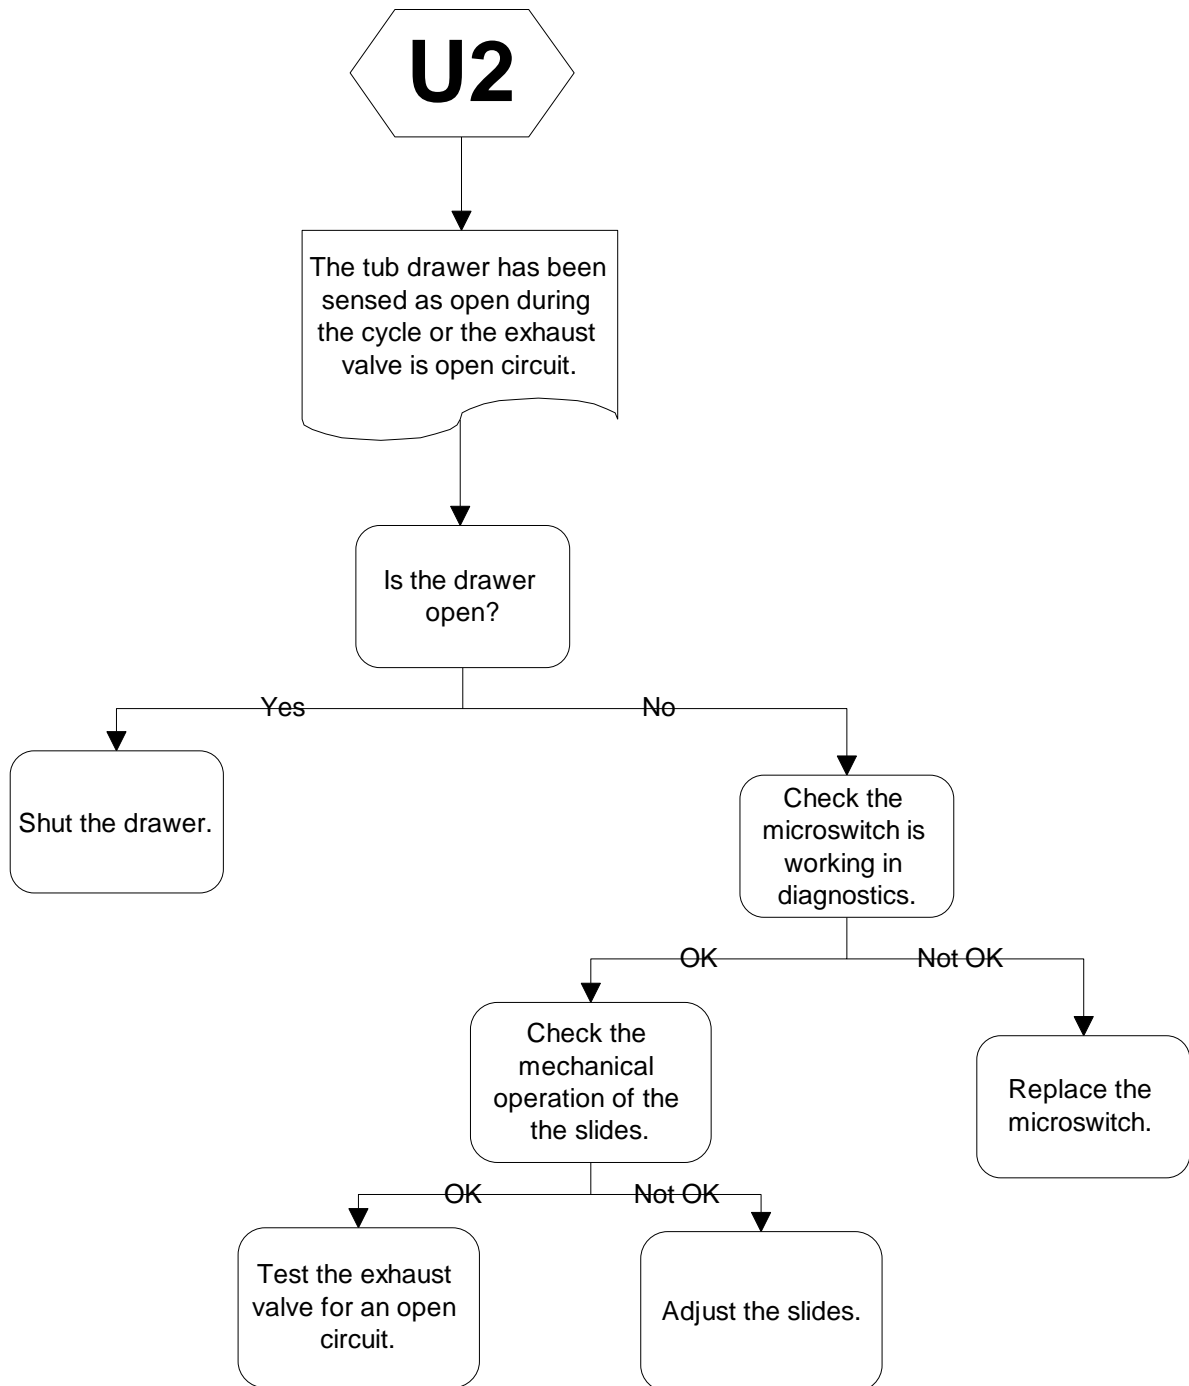 U2
The tub drawer has been
sensed as open during
the cycle or the exhaust
valve is open circuit.
Is the drawer
open?
Yes
No
Shut the drawer.
Check the
microswitch is
working in
diagnostics.
OK
Not OK
Check the
mechanical
operation of the
the slides.
Replace the
microswitch.
OK
Not OK
Test the exhaust
valve for an open
circuit.
Adjust the slides.